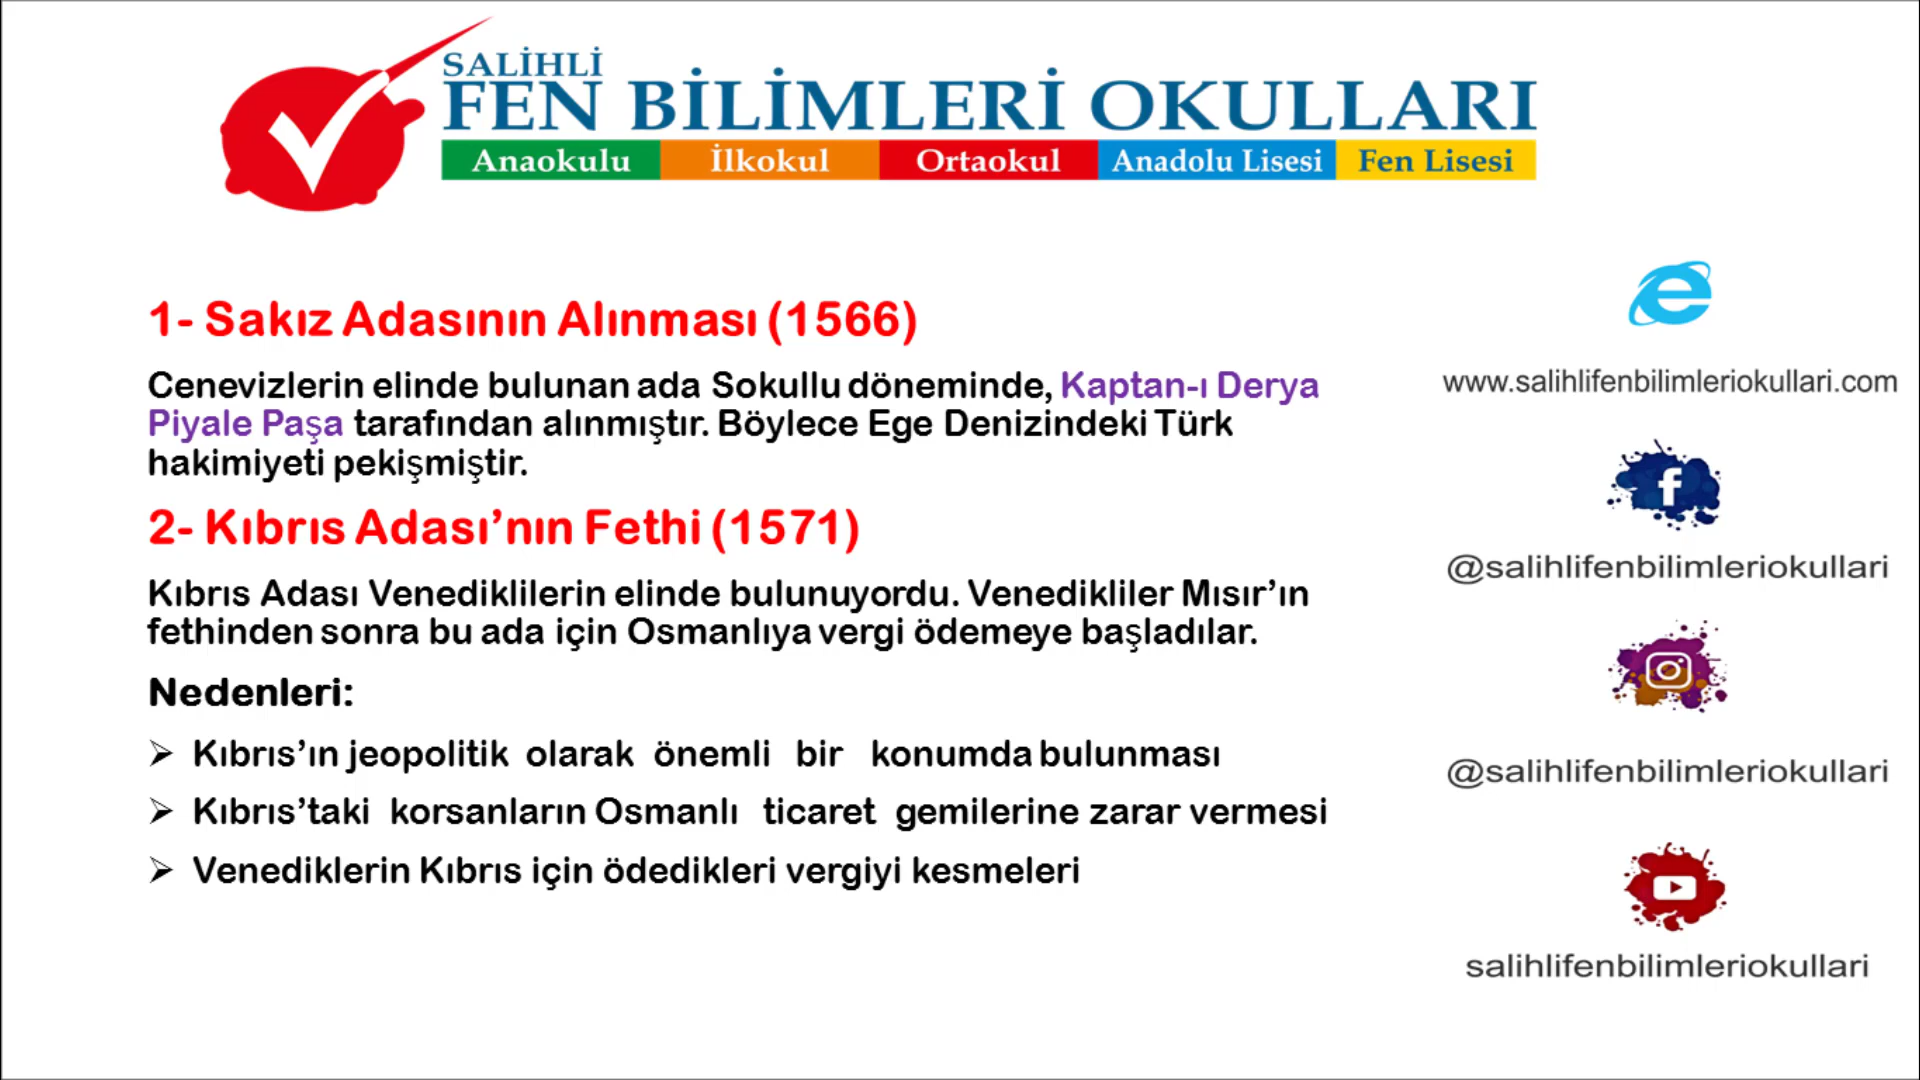 SALİHLİ
FEN BİLİMLERİ OKULLARI
Anaokulu İlkokul Ortaokul Anadolu Lisesi Fen Lisesi
1- Sakız Adasının Alınması (1566)
Cenevizlerin elinde bulunan ada Sokullu döneminde, Kaptan-ı Derya
Piyale Paşa tarafından alınmıştır. Böylece Ege Denizindeki Türk
hakimiyeti pekişmiştir.
2- Kıbrıs Adası’nın Fethi (1571)
Kıbrıs Adası Venediklilerin elinde bulunuyordu. Venedikliler Mısır’ın
fethinden sonra bu ada için Osmanlıya vergi ödemeye başladılar.
Nedenleri:
➢ Kıbrıs’ın jeopolitik olarak önemli bir konumda bulunması
➢ Kıbrıs’taki korsanların Osmanlı ticaret gemilerine zarar vermesi
➢ Venediklerin Kıbrıs için ödedikleri vergiyi kesmeleri
www.salihlifenbilimleriokullari.com
@salihlifenbilimleriokullari
@salihlifenbilimleriokullari
salihlifenbilimleriokullari